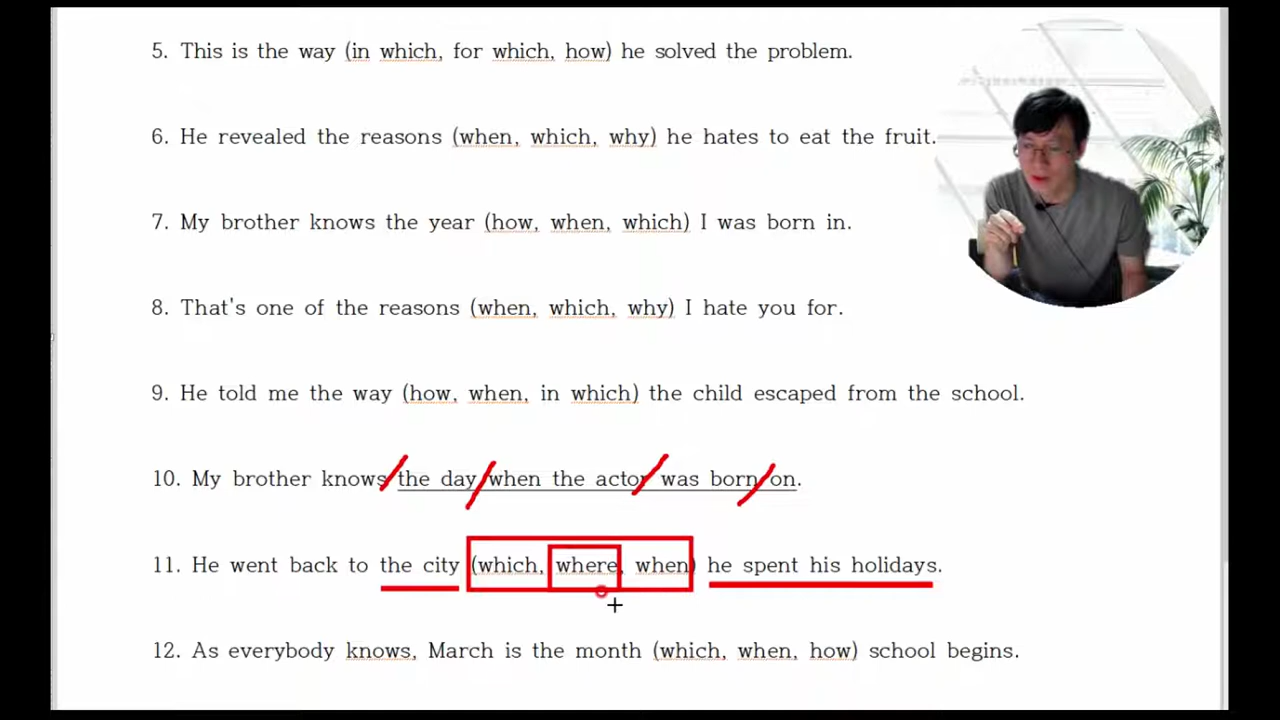 5. This is the way (in which, for which, how) he solved the problem.
6. He revealed the reasons (when, which, why) he hates to eat the fruit.
7. My brother knows the year (how, when, which) I was born in.
8. That's one of the reasons (when, which, why) I hate you for.
9. He told me the way (how, when, in which) the child escaped from the school.
10. My brother knows the day when the actor was born on.
11. He went back to the city (which, where, when) he spent his holidays.
12. As everybody knows, March is the month (which, when, how) school begins.